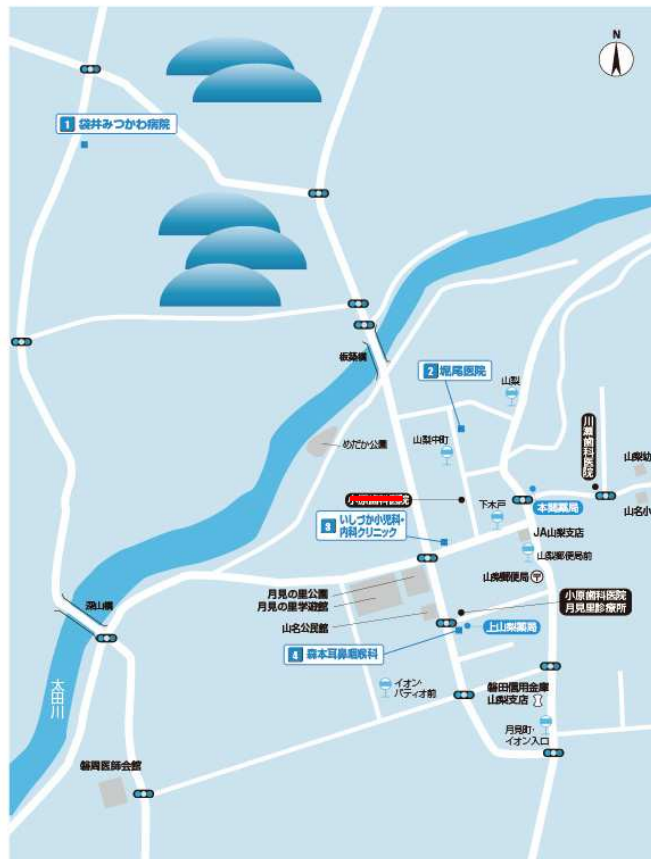 N
1 袋井みつかわ病院
板築橋
2 堀尾医院
山梨
川瀬歯科医院
めだか公園
山梨中町
山梨幼
小原歯科医院
下木戸
本間薬局
山名小
3 いしづか小児科・
内科クリニック
JA山梨支店
山梨郵便局前
月見の里公園
月見の里学遊館
山梨郵便局
小原歯科医院
月見里診療所
深山橋
山名公民館
4 森本耳鼻咽喉科
上山梨薬局
太田川
イオン・
パティオ前
磐田信用金庫
山梨支店
月見町・
イオン入口
磐周医師会館